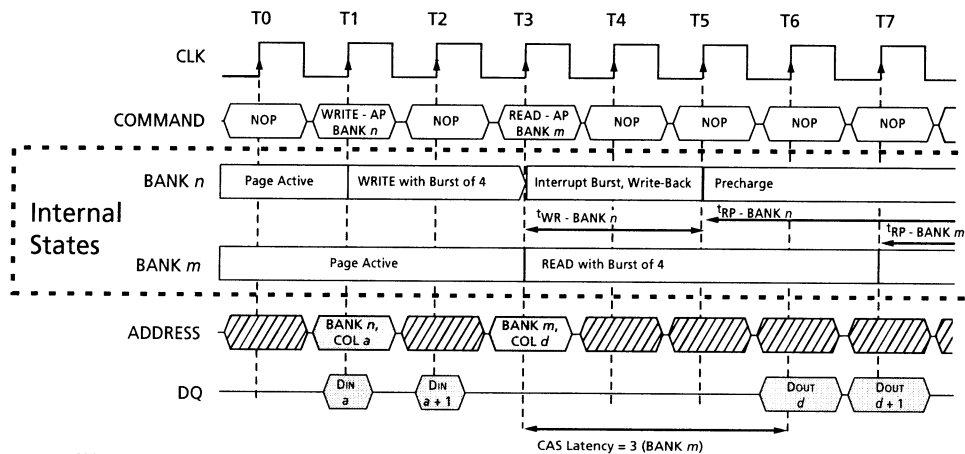 T0 T1 T2 T3 T4 T5 T6 T7
CLK
COMMAND NOP WRITE - AP BANK n NOP READ - AP BANK m NOP NOP NOP NOP
Internal States
BANK n Page Active WRITE with Burst of 4 Interrupt Burst, Write-Back Precharge
tWR - BANK n tRP - BANK n
tRP - BANK m
BANK m Page Active READ with Burst of 4
ADDRESS BANK n, COL a BANK m, COL d
DQ DIN a DIN a + 1 DOUT d DOUT d + 1
CAS Latency = 3 (BANK m)